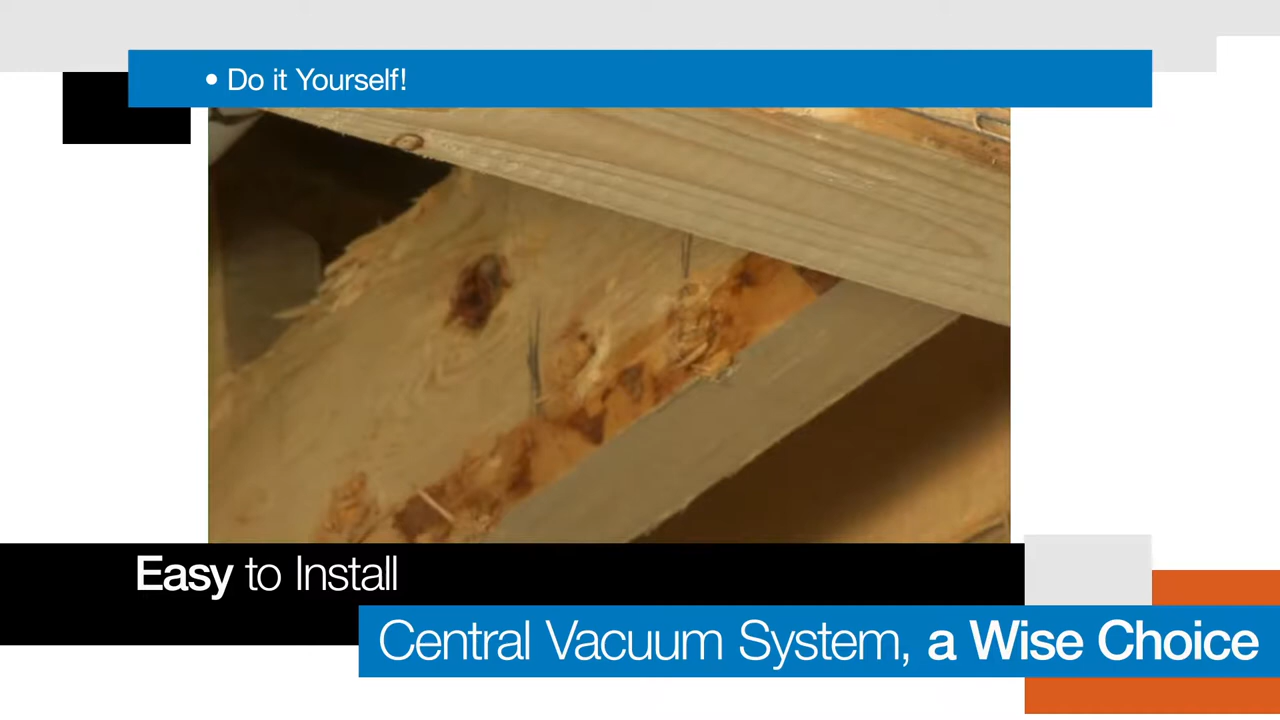 • Do it Yourself!
Easy to Install
Central Vacuum System, a Wise Choice